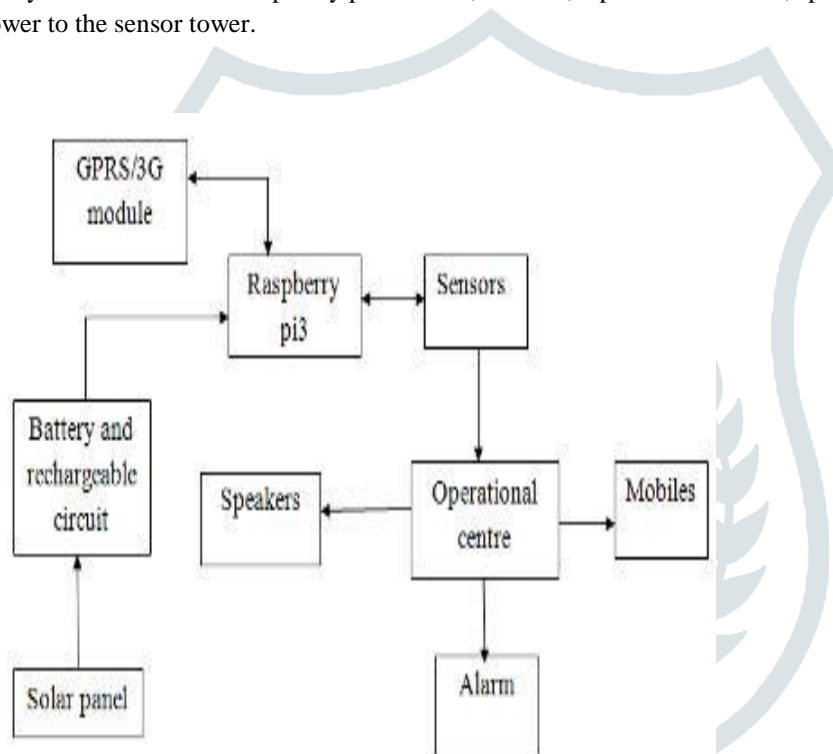 ower to the sensor tower.
GPRS/3G
module
Raspberry
pi3
Sensors
Battery and
rechargeable
circuit
Speakers
Operational
centre
Mobiles
Solar panel
Alarm